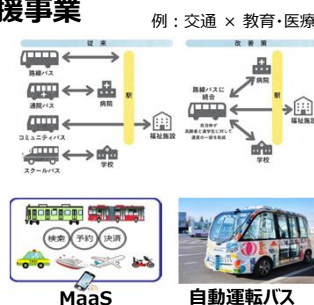 援事業
例：交通 × 教育・医療
従来
路線バス
通院バス
病院
コミュニティバス
スクールバス
学校
駅
福祉施設
改善策
路線バスに
統合
病院
駅
福祉施設
学校
検索
予約
決済
MaaS
自動運転バス